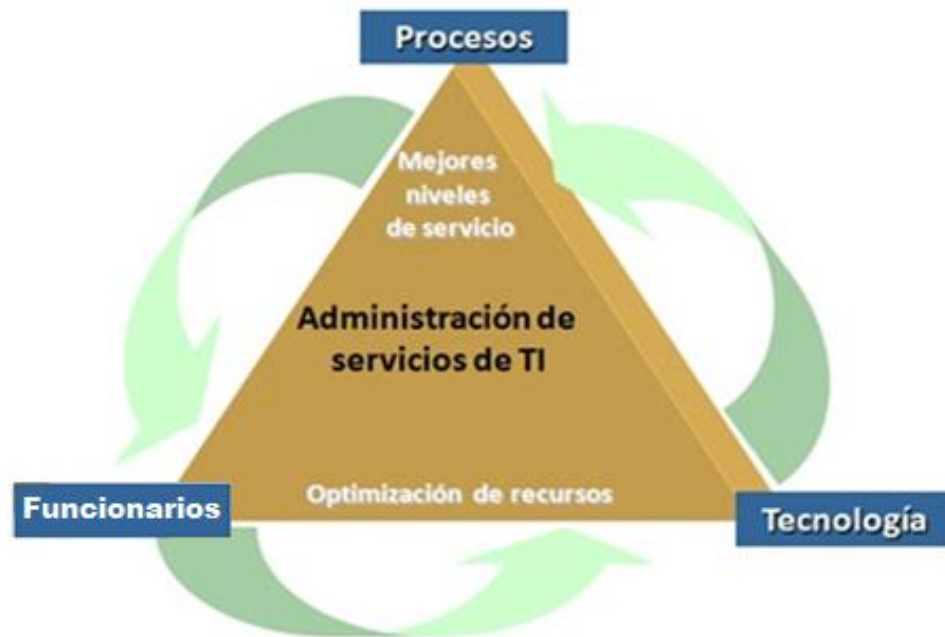 Procesos
Mejores
niveles
de servicio
Administración de
servicios de TI
Optimización de recursos
Funcionarios
Tecnología